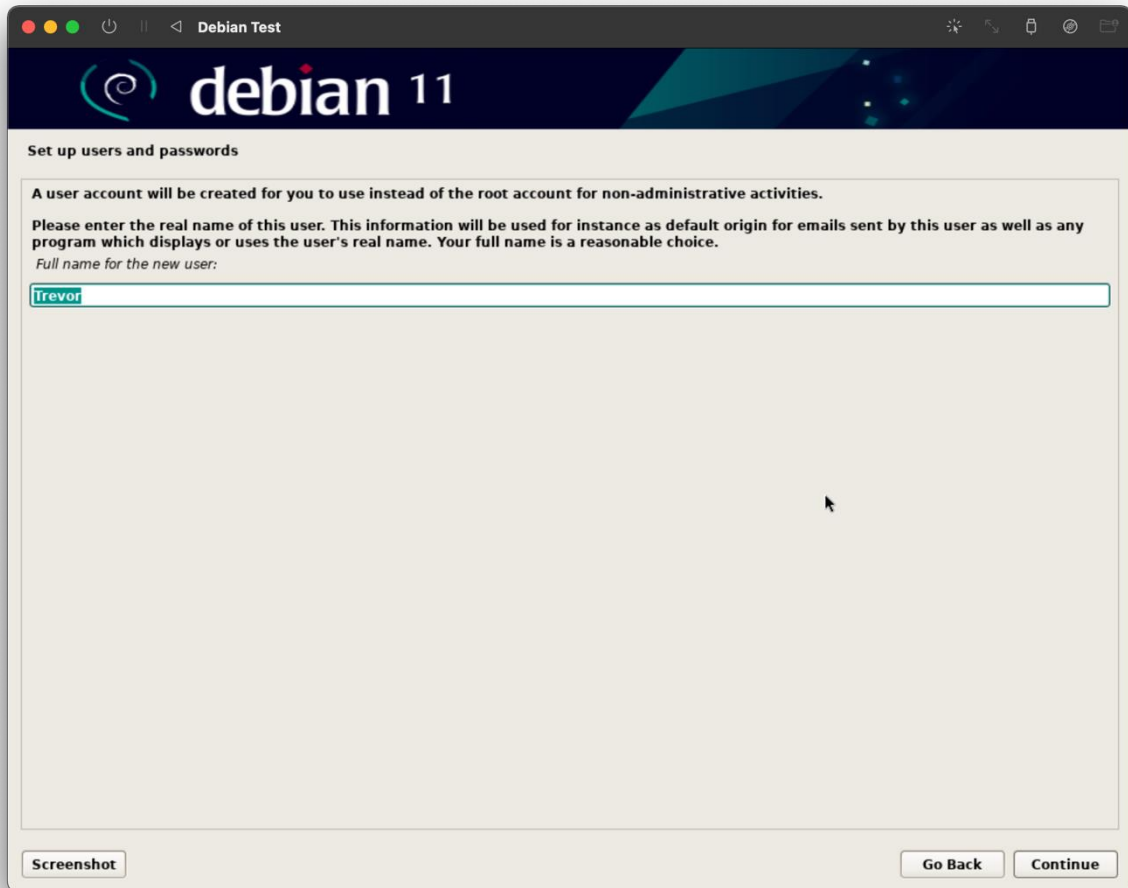 Debian Test
debian 11
Set up users and passwords
A user account will be created for you to use instead of the root account for non-administrative activities.
Please enter the real name of this user. This information will be used for instance as default origin for emails sent by this user as well as any
program which displays or uses the user's real name. Your full name is a reasonable choice.
Full name for the new user:
Trevor
Screenshot
Go Back
Continue